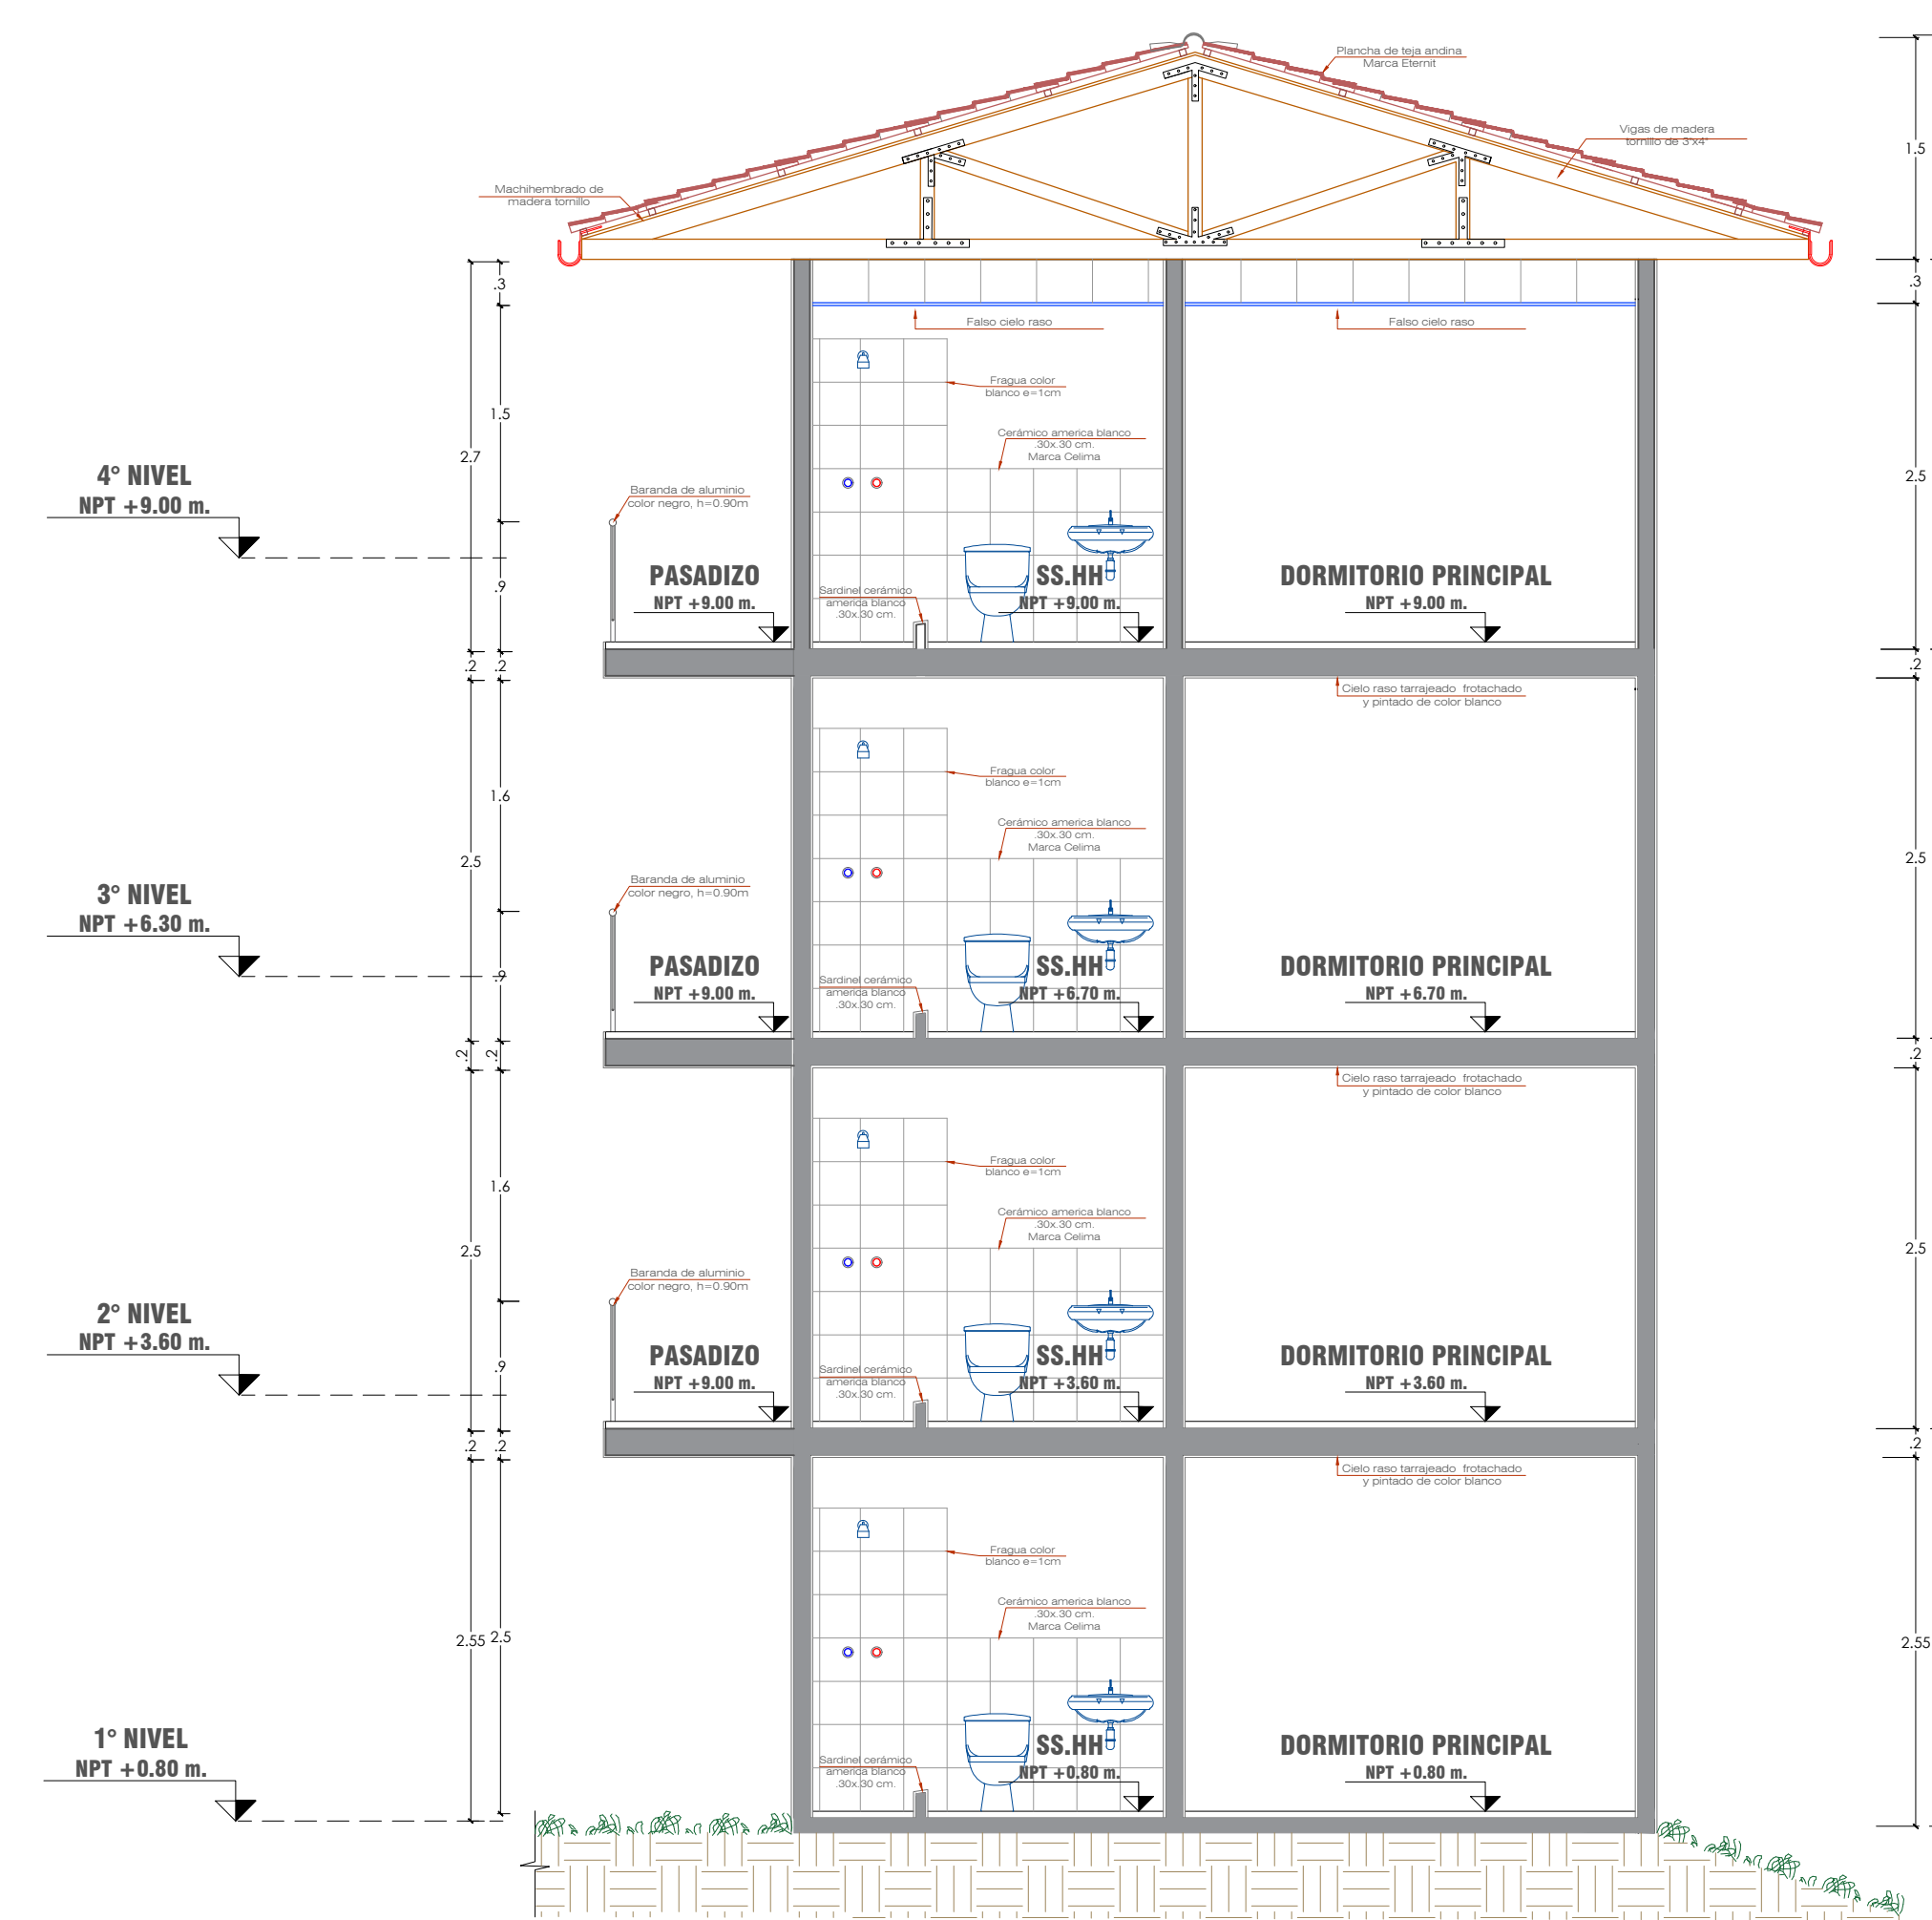 Plancha de teja andina
Marca Eternit
Vigas de madera
tornillo de 3"x4"
Machihembrado de
madera tornillo
1.5
.3
.3
Falso cielo raso
Falso cielo raso
Fragua color
blanco e=1cm
1.5
Cerámico america blanco
.30x.30 cm.
Marca Celima
2.7
2.5
4° NIVEL
NPT +9.00 m.
Baranda de aluminio
color negro, h=0.90m
.9
PASADIZO
NPT +9.00 m.
Sardinel cerámico
america blanco
.30x.30 cm.
SS.HH
NPT +9.00 m.
DORMITORIO PRINCIPAL
NPT +9.00 m.
.2
.2
.2
Cielo raso tarrajeado frotachado
y pintado de color blanco
Fragua color
blanco e=1cm
1.6
Cerámico america blanco
.30x.30 cm.
Marca Celima
2.5
2.5
3° NIVEL
NPT +6.30 m.
Baranda de aluminio
color negro, h=0.90m
.9
PASADIZO
NPT +9.00 m.
Sardinel cerámico
america blanco
.30x.30 cm.
SS.HH
NPT +6.70 m.
DORMITORIO PRINCIPAL
NPT +6.70 m.
.2
.2
.2
Cielo raso tarrajeado frotachado
y pintado de color blanco
Fragua color
blanco e=1cm
1.6
Cerámico america blanco
.30x.30 cm.
Marca Celima
2.5
2.5
2° NIVEL
NPT +3.60 m.
Baranda de aluminio
color negro, h=0.90m
.9
PASADIZO
NPT +9.00 m.
Sardinel cerámico
america blanco
.30x.30 cm.
SS.HH
NPT +3.60 m.
DORMITORIO PRINCIPAL
NPT +3.60 m.
.2
.2
.2
Cielo raso tarrajeado frotachado
y pintado de color blanco
Fragua color
blanco e=1cm
Cerámico america blanco
.30x.30 cm.
Marca Celima
2.55
2.5
2.55
1° NIVEL
NPT +0.80 m.
Sardinel cerámico
america blanco
.30x.30 cm.
SS.HH
NPT +0.80 m.
DORMITORIO PRINCIPAL
NPT +0.80 m.